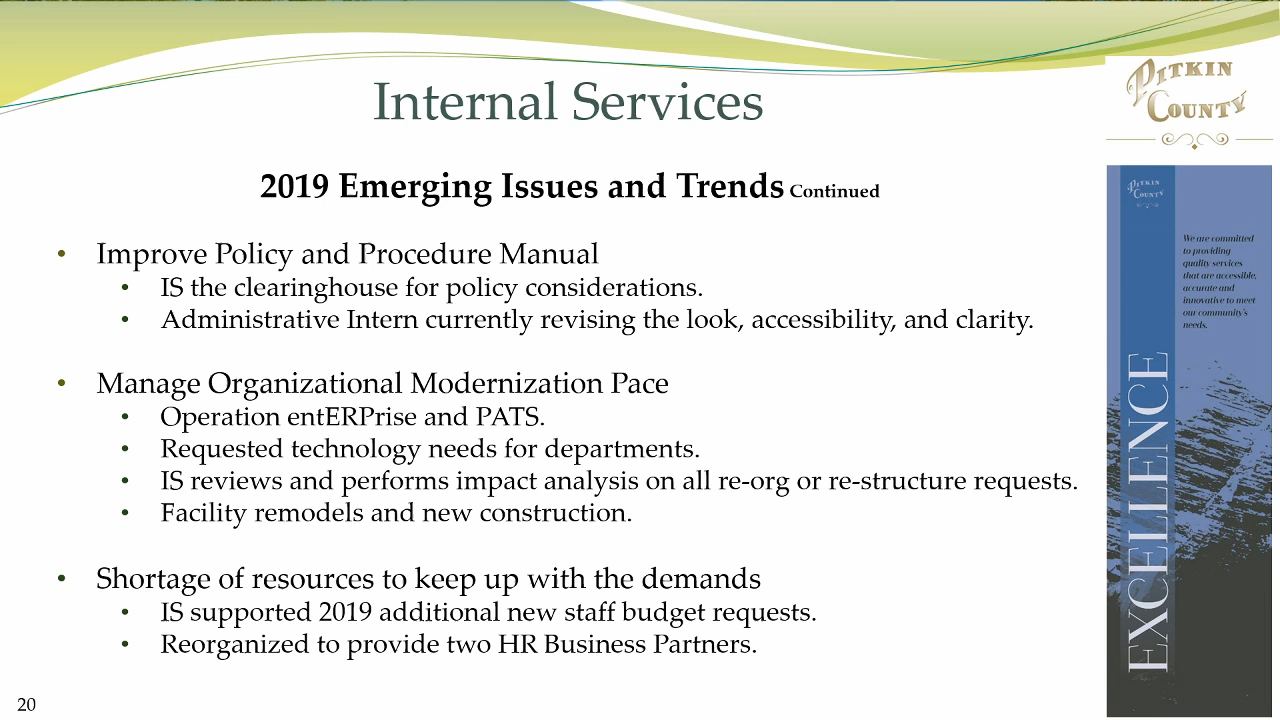 Internal Services
PITKIN
COUNTY
2019 Emerging Issues and Trends Continued
• Improve Policy and Procedure Manual
• IS the clearinghouse for policy considerations.
• Administrative Intern currently revising the look, accessibility, and clarity.
• Manage Organizational Modernization Pace
• Operation entERPrise and PATS.
• Requested technology needs for departments.
• IS reviews and performs impact analysis on all re-org or re-structure requests.
• Facility remodels and new construction.
• Shortage of resources to keep up with the demands
• IS supported 2019 additional new staff budget requests.
• Reorganized to provide two HR Business Partners.
20
PITKIN
COUNTY
We are committed
to providing
quality services
that are accessible,
accurate and
innovative to meet
our community's
needs.
EXCELLENCE